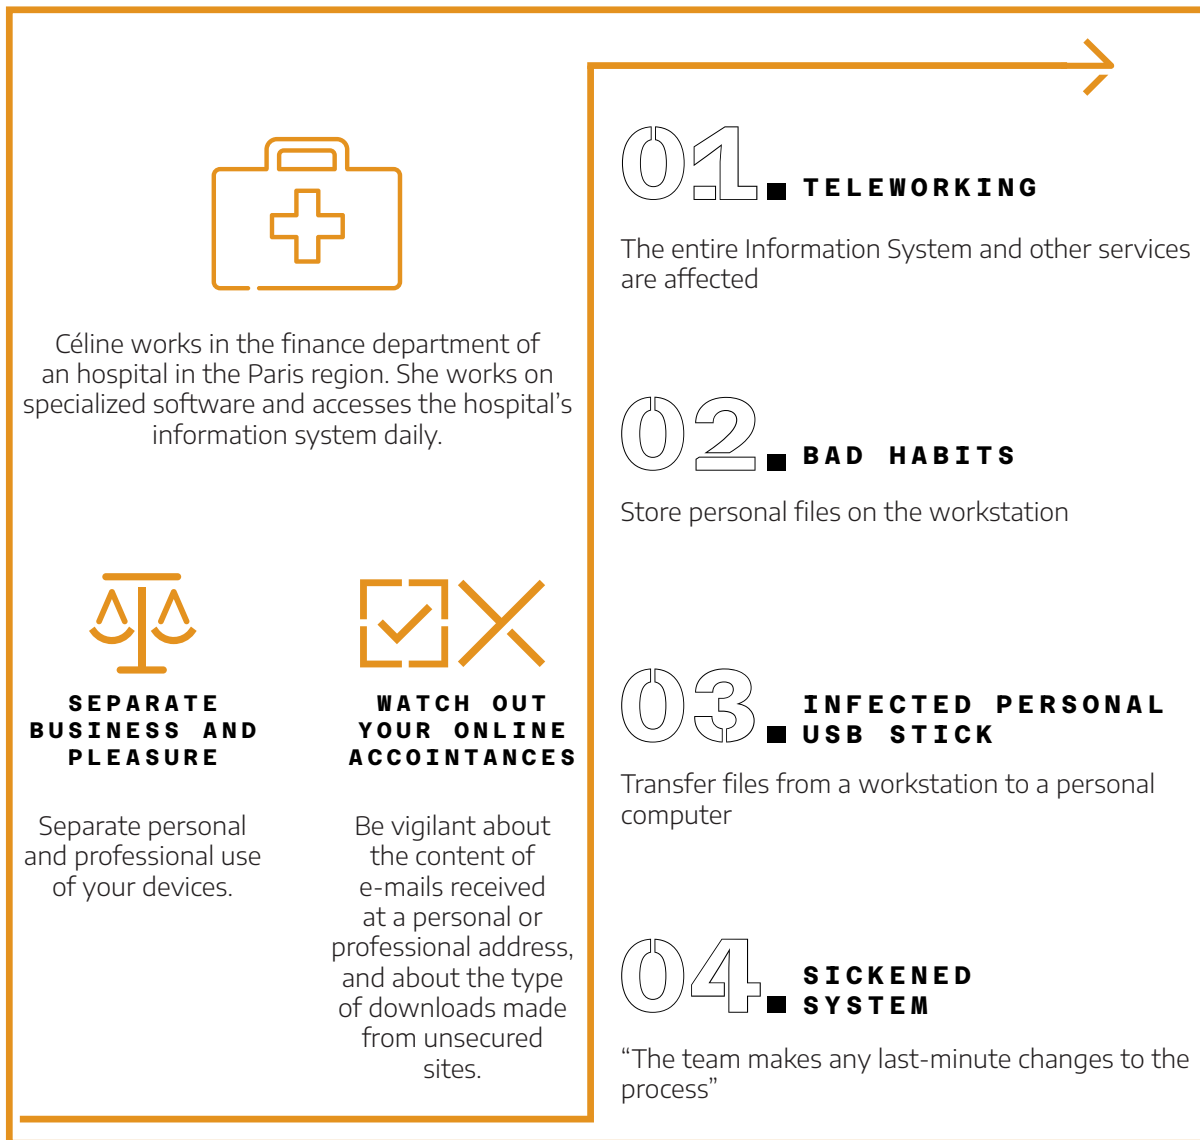 Céline works in the finance department of
an hospital in the Paris region. She works on
specialized software and accesses the hospital’s
information system daily.
SEPARATE
BUSINESS AND
PLEASURE
Separate personal
and professional use
of your devices.
WATCH OUT
YOUR ONLINE
ACCOINTANCES
Be vigilant about
the content of
e-mails received
at a personal or
professional address,
and about the type
of downloads made
from unsecured
sites.
01. TELEWORKING
The entire Information System and other services
are affected
02. BAD HABITS
Store personal files on the workstation
03. INFECTED PERSONAL
USB STICK
Transfer files from a workstation to a personal
computer
04. SICKENED
SYSTEM
“The team makes any last-minute changes to the
process”